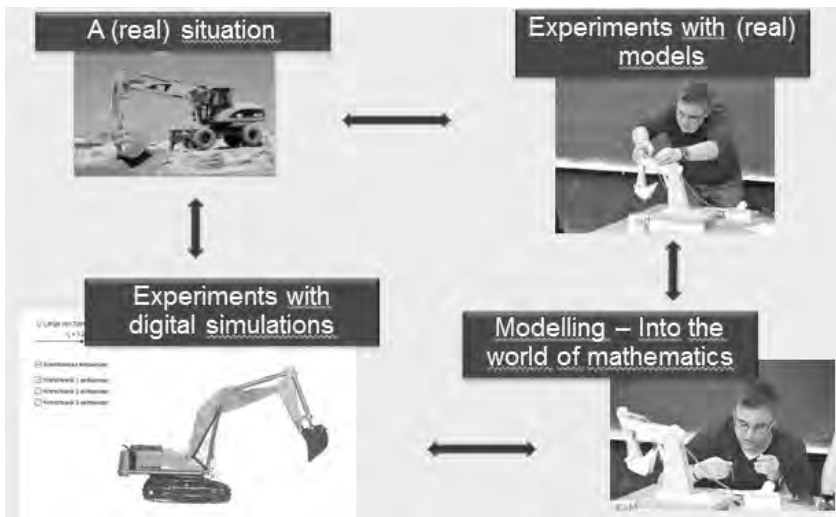 A (real) situation
Experiments with (real)
models
Experiments with
digital simulations
Modelling – Into the
world of mathematics